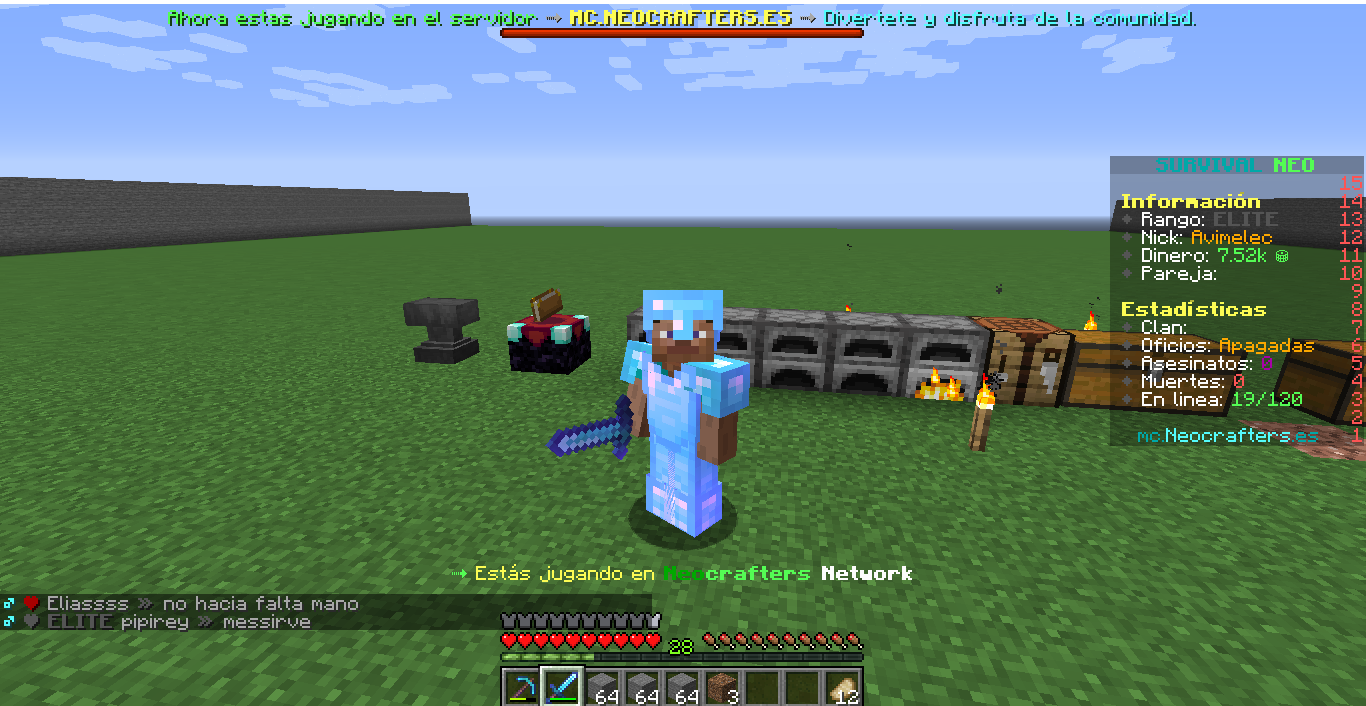 Ahora estas jugando en el servidor → MC.NEOCRAFTERS.ES → Diviertete y disfruta de la comunidad.
SURVIVAL NEO
15
Información 14
Rango: ELITE 13
Nick: Avimelec 12
Dinero: 7.52k 11
Pareja: 10
9
Estadísticas 8
Clan: 7
Oficios: Apagadas 6
Asesinatos: 0 5
Muertes: 0 4
En linea: 19/120 3
2
mc.Neocrafters.es 1
→ Estás jugando en Neocrafters Network
♂ ❤ Eliassss » no hacia falta mano
♂ ❤ ELITE pipirey » messirve
28
64 64 64 3 12